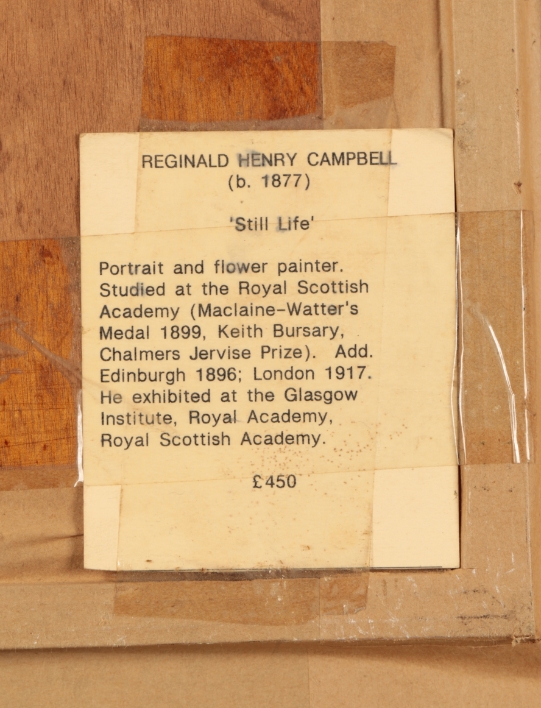 REGINALD HENRY CAMPBELL
(b. 1877)
'Still Life'
Portrait and flower painter.
Studied at the Royal Scottish
Academy (Maclaine-Watter's
Medal 1899, Keith Bursary,
Chalmers Jervise Prize). Add.
Edinburgh 1896; London 1917.
He exhibited at the Glasgow
Institute, Royal Academy,
Royal Scottish Academy.
£450